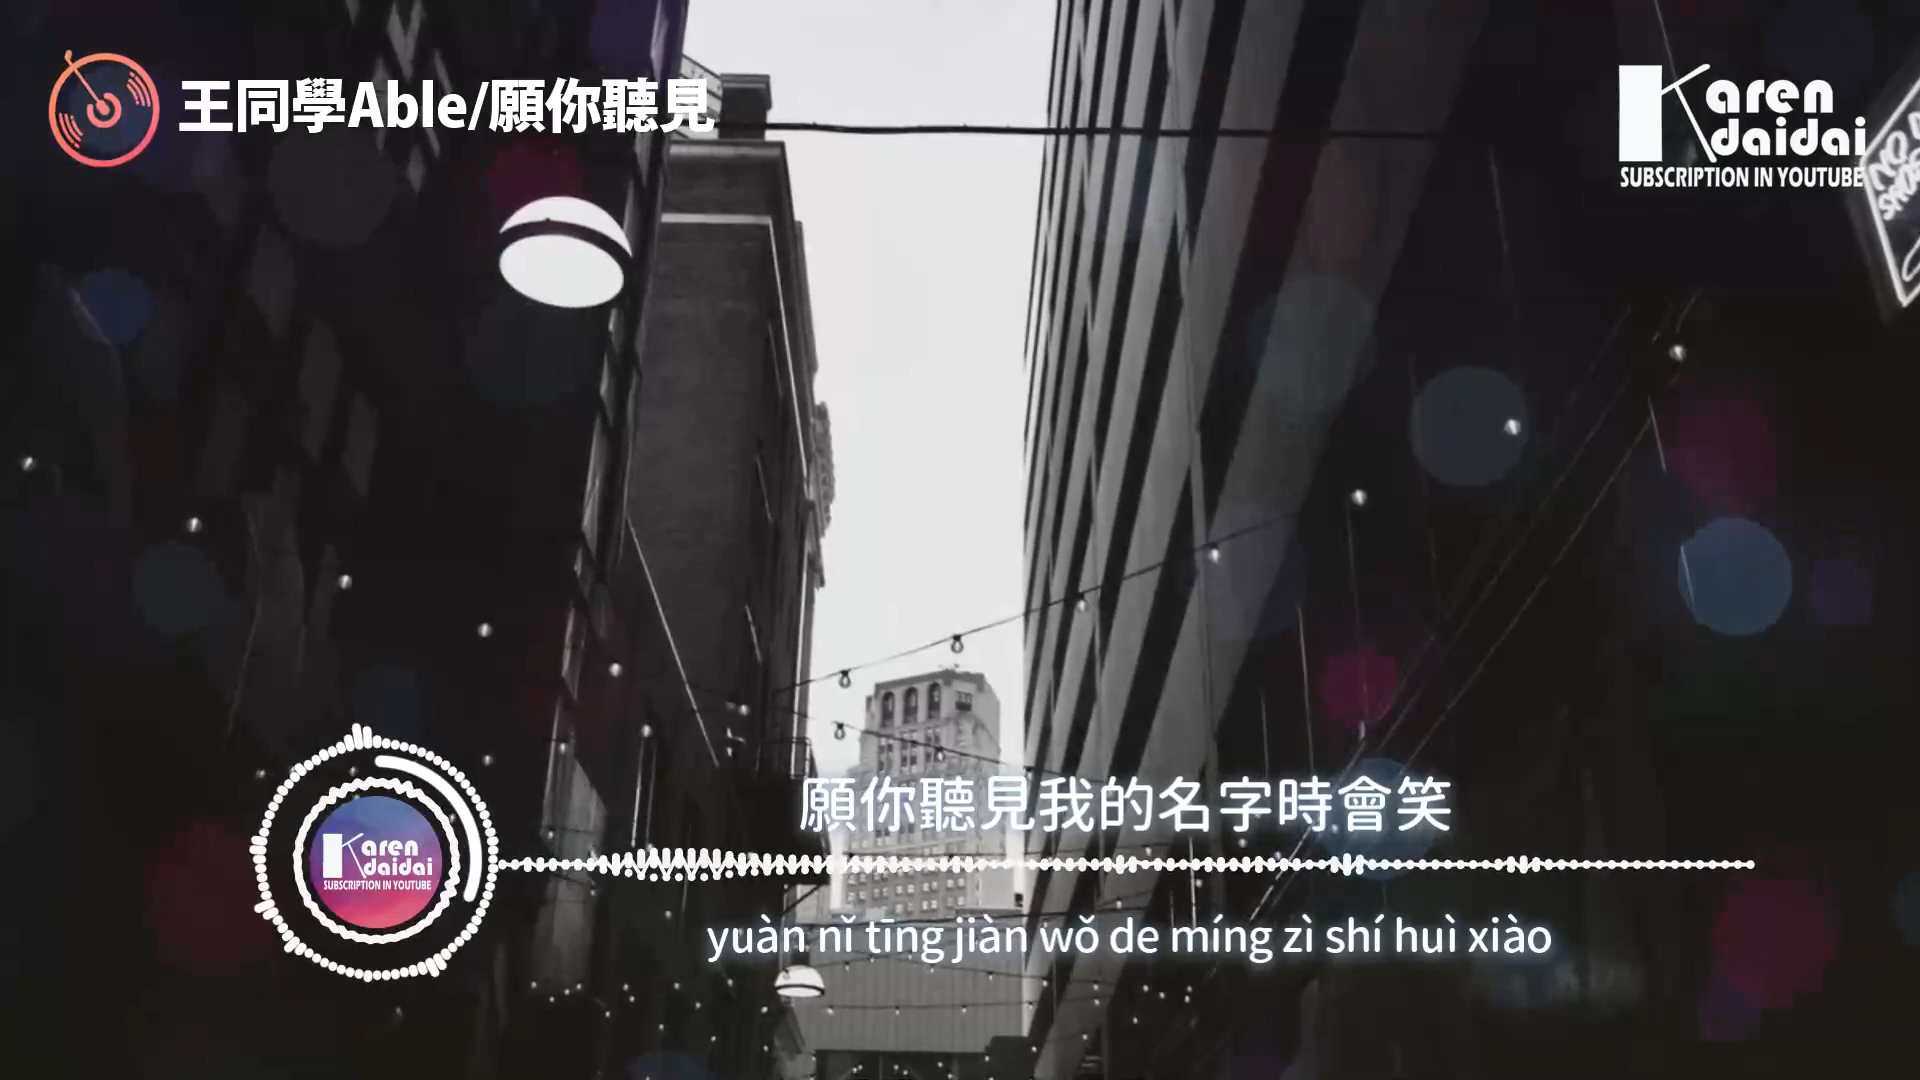 王同學Able/願你聽見
Karen
daidai
SUBSCRIPTION IN YOUTUBE
NO
願你聽見我的名字時會笑
Karen
daidai
SUBSCRIPTION IN YOUTUBE
yuàn nǐ tīng jiàn wǒ de míng zì shí huì xiào